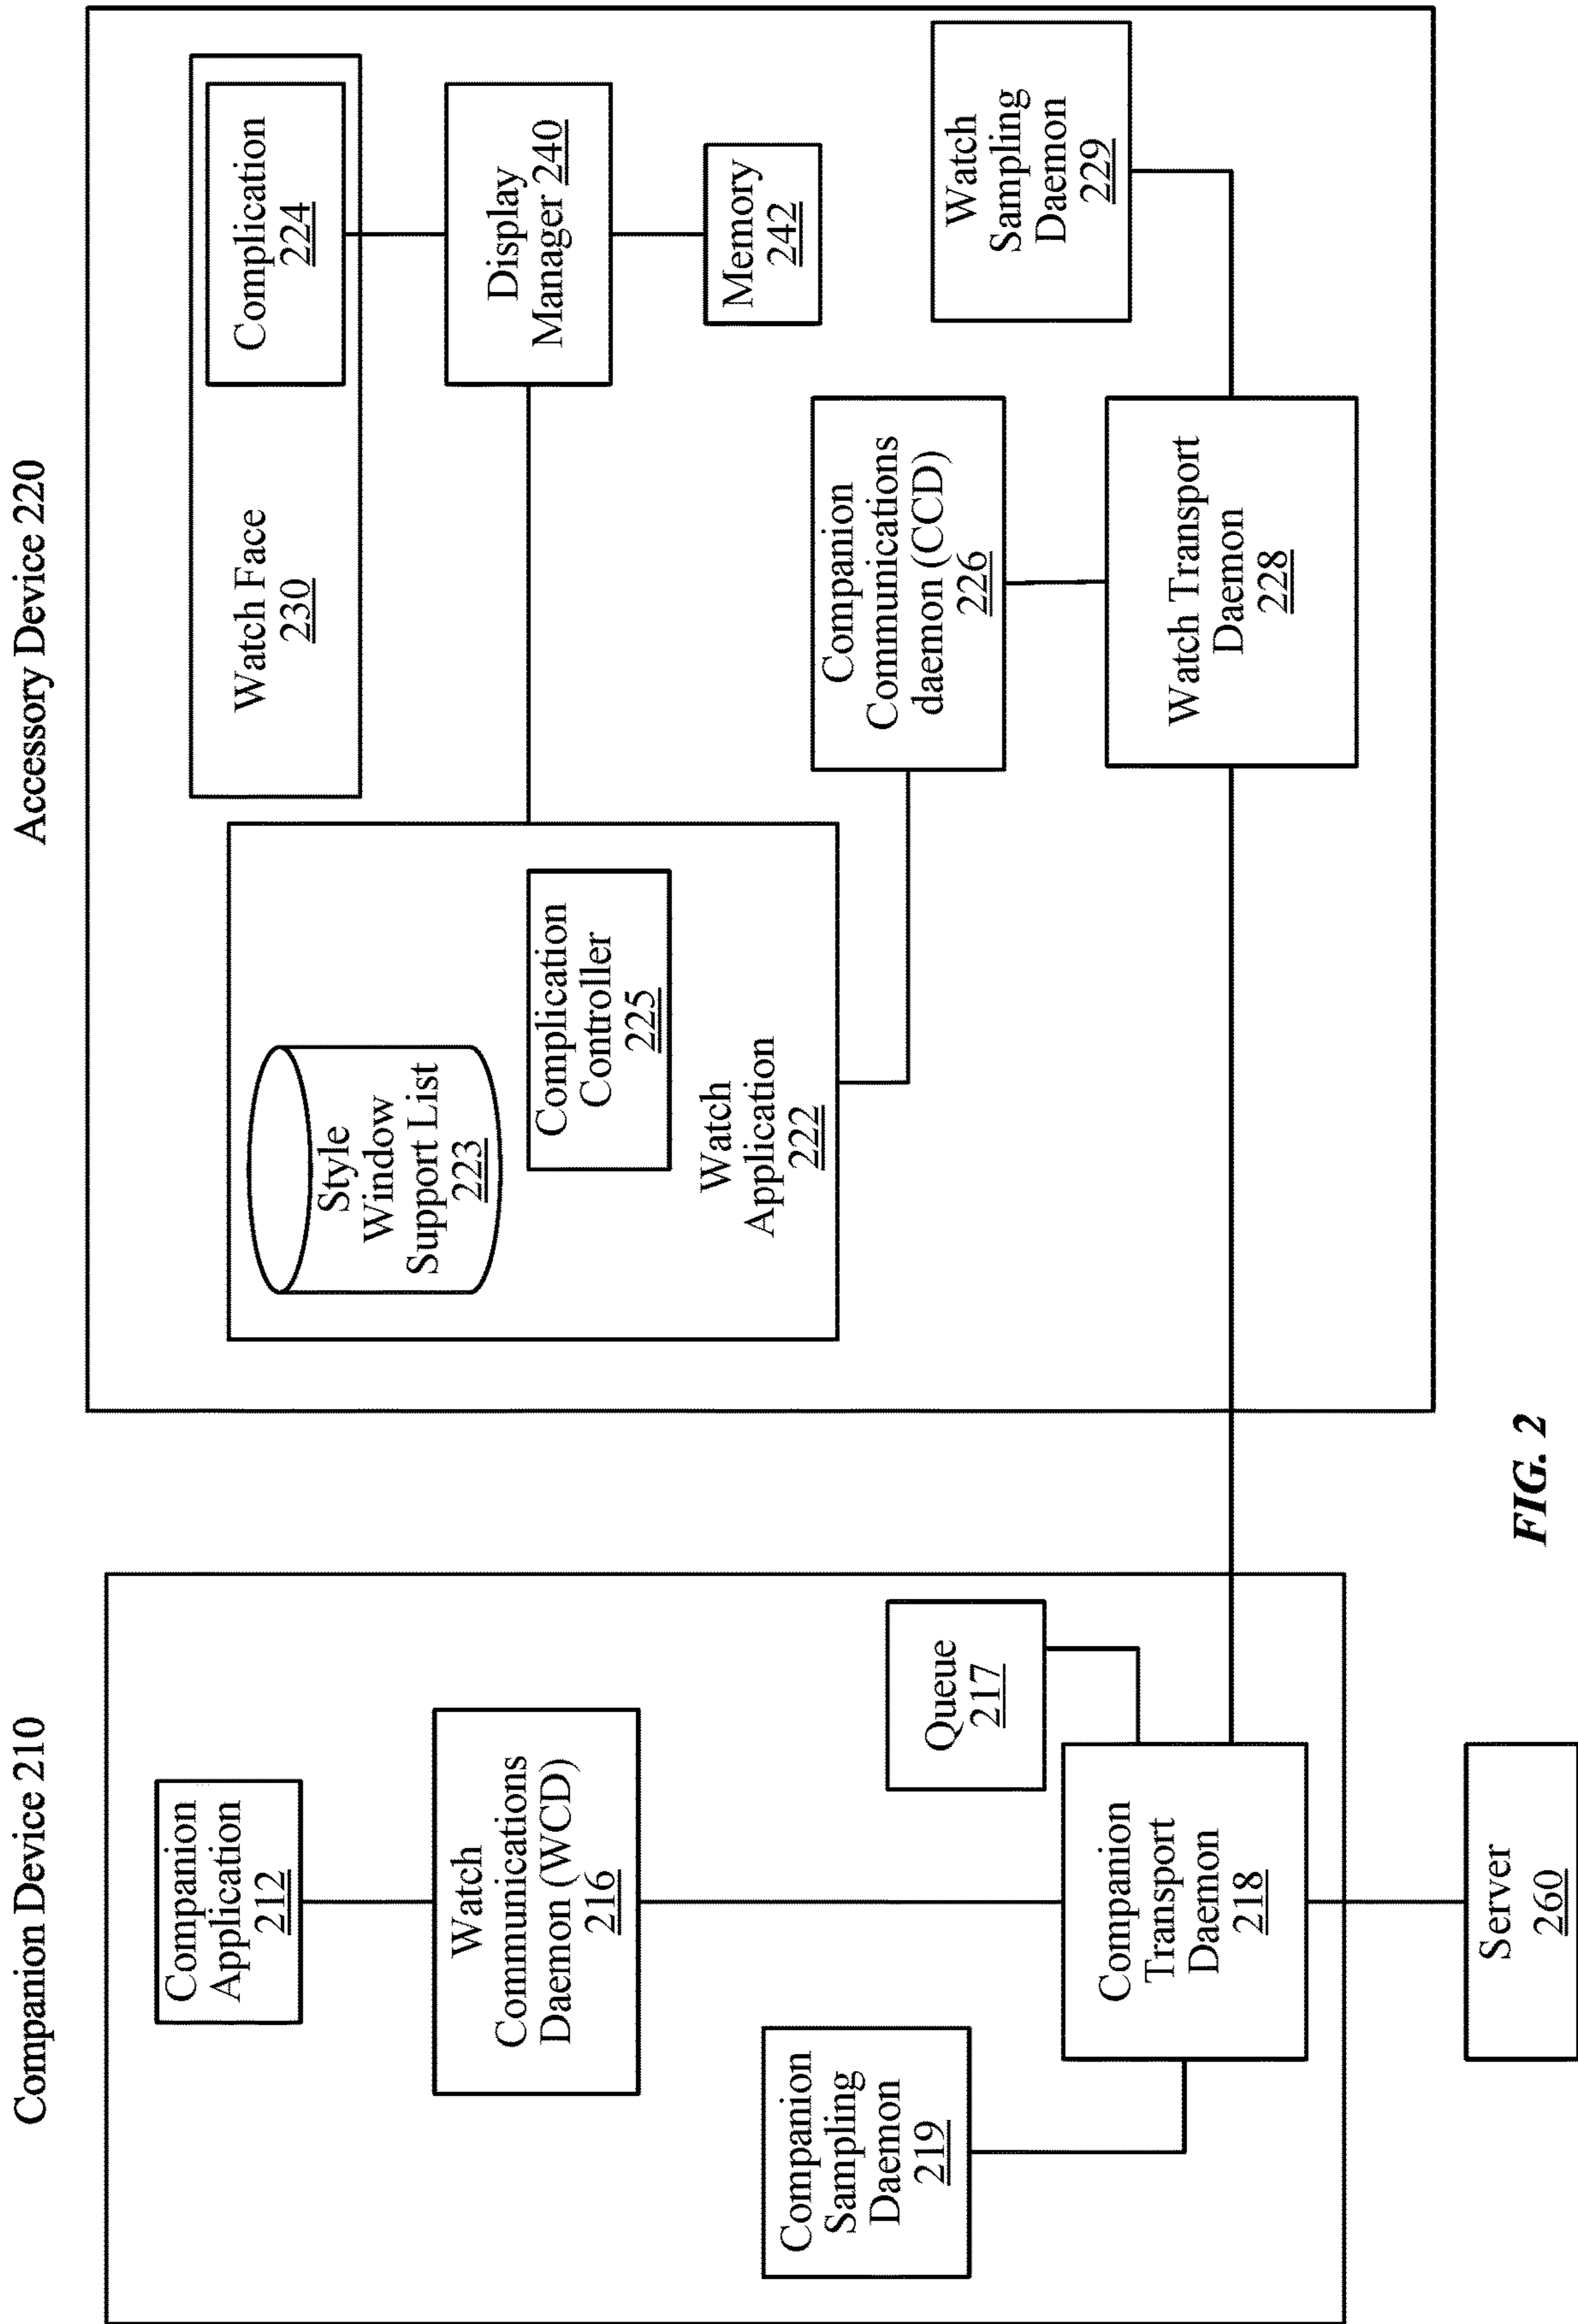 Companion Device 210
Companion
Application
212
Watch
Communications
Daemon (WCD)
216
Companion
Sampling
Daemon
219
Queue
217
Companion
Transport
Daemon
218
Server
260
Accessory Device 220
Style
Window
Support List
223
Complication
Controller
225
Watch
Application
222
Watch Face
230
Complication
224
Display
Manager 240
Memory
242
Companion
Communications
daemon (CCD)
226
Watch
Sampling
Daemon
229
Watch Transport
Daemon
228
FIG. 2